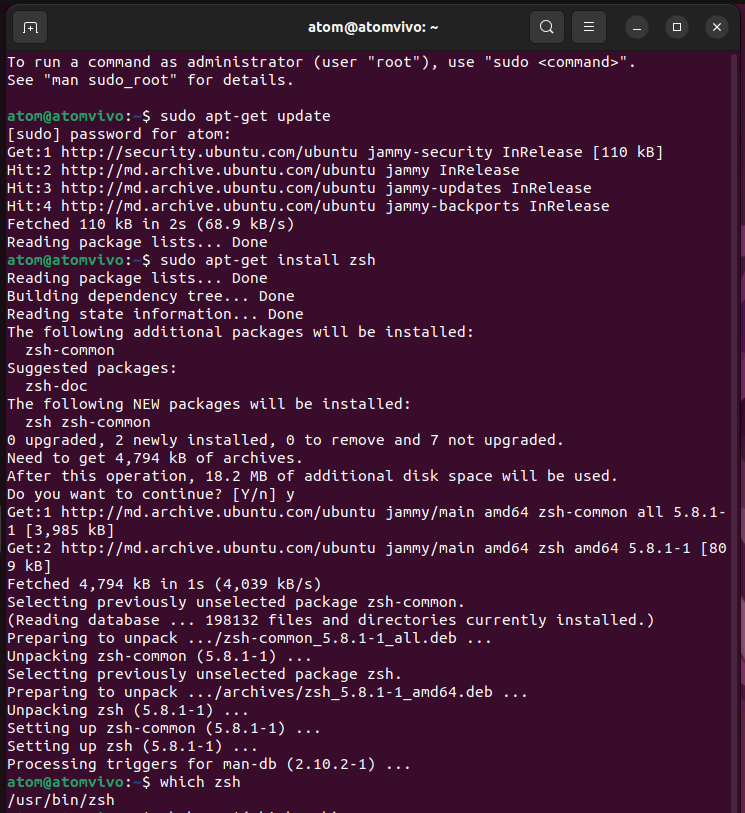 atom@atomvivo: ~
To run a command as administrator (user "root"), use "sudo <command>".
See "man sudo_root" for details.
atom@atomvivo:~$ sudo apt-get update
[sudo] password for atom:
Get:1 http://security.ubuntu.com/ubuntu jammy-security InRelease [110 kB]
Hit:2 http://md.archive.ubuntu.com/ubuntu jammy InRelease
Hit:3 http://md.archive.ubuntu.com/ubuntu jammy-updates InRelease
Hit:4 http://md.archive.ubuntu.com/ubuntu jammy-backports InRelease
Fetched 110 kB in 2s (68.9 kB/s)
Reading package lists... Done
atom@atomvivo:~$ sudo apt-get install zsh
Reading package lists... Done
Building dependency tree... Done
Reading state information... Done
The following additional packages will be installed:
  zsh-common
Suggested packages:
  zsh-doc
The following NEW packages will be installed:
  zsh zsh-common
0 upgraded, 2 newly installed, 0 to remove and 7 not upgraded.
Need to get 4,794 kB of archives.
After this operation, 18.2 MB of additional disk space will be used.
Do you want to continue? [Y/n] y
Get:1 http://md.archive.ubuntu.com/ubuntu jammy/main amd64 zsh-common all 5.8.1-
1 [3,985 kB]
Get:2 http://md.archive.ubuntu.com/ubuntu jammy/main amd64 zsh amd64 5.8.1-1 [80
9 kB]
Fetched 4,794 kB in 1s (4,039 kB/s)
Selecting previously unselected package zsh-common.
(Reading database ... 198132 files and directories currently installed.)
Preparing to unpack .../zsh-common_5.8.1-1_all.deb ...
Unpacking zsh-common (5.8.1-1) ...
Selecting previously unselected package zsh.
Preparing to unpack .../archives/zsh_5.8.1-1_amd64.deb ...
Unpacking zsh (5.8.1-1) ...
Setting up zsh-common (5.8.1-1) ...
Setting up zsh (5.8.1-1) ...
Processing triggers for man-db (2.10.2-1) ...
atom@atomvivo:~$ which zsh
/usr/bin/zsh